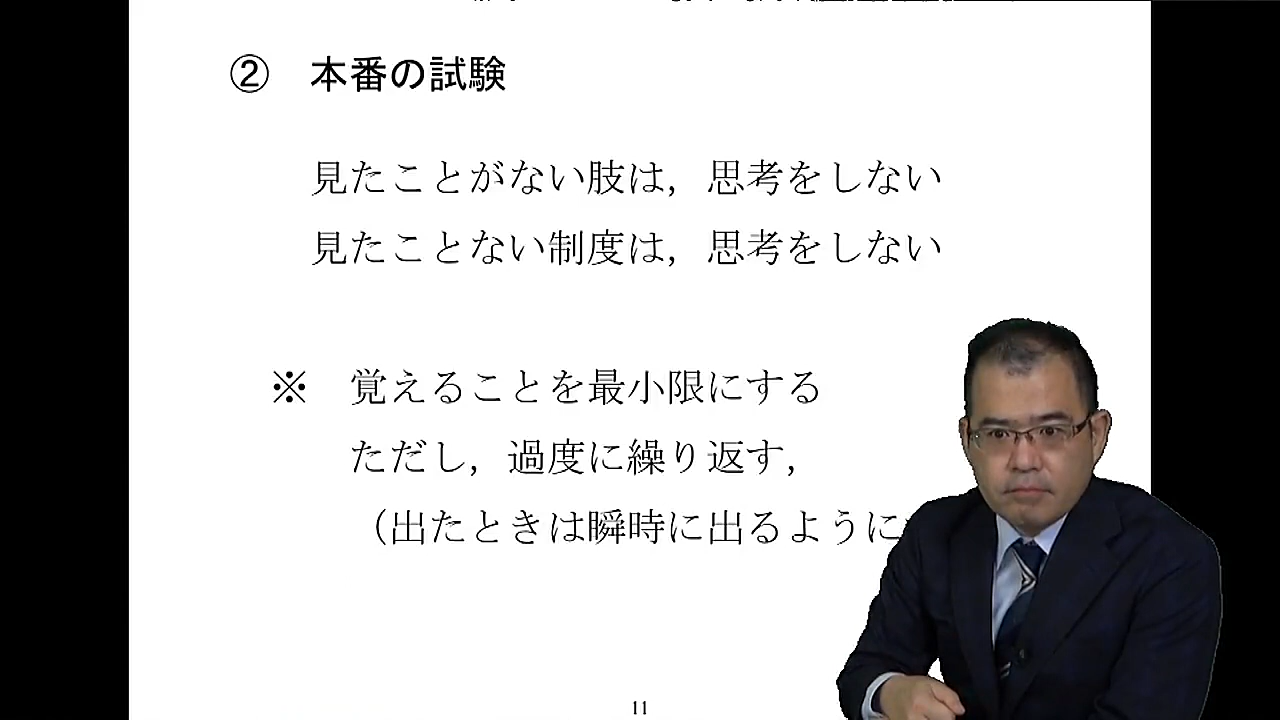 ② 本番の試験
見たことがない肢は，思考をしない
見たことない制度は，思考をしない
※ 覚えることを最小限にする
ただし，過度に繰り返す，
（出たときは瞬時に出るように
11